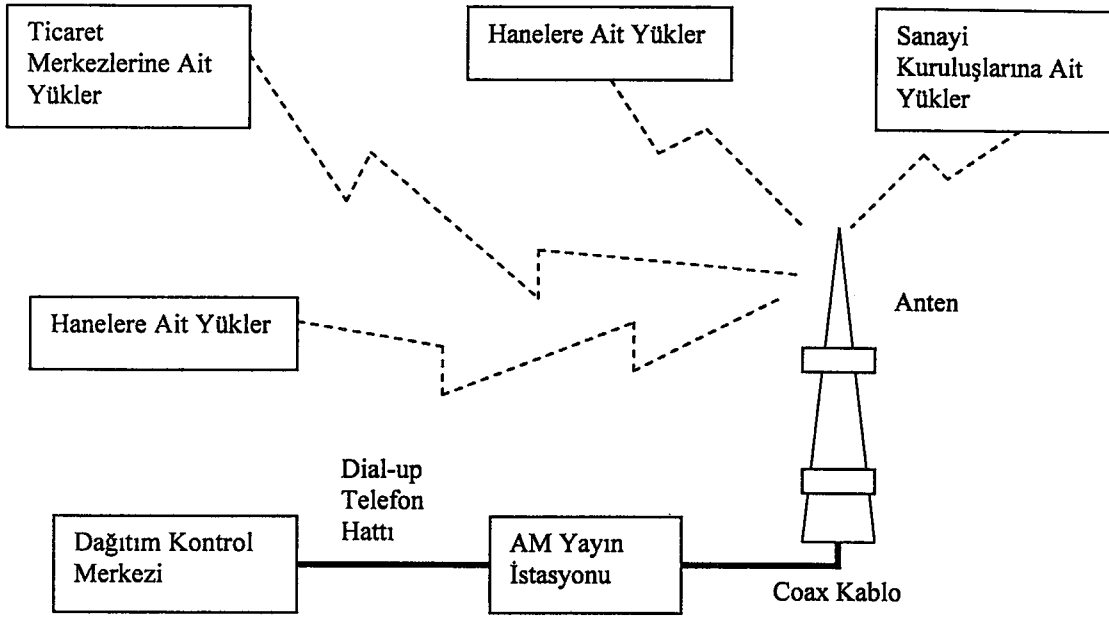 Ticaret
Merkezlerine Ait
Yükler
Hanelere Ait Yükler
Sanayi
Kuruluşlarına Ait
Yükler
Anten
Hanelere Ait Yükler
Dial-up
Telefon
Hattı
Dağıtım Kontrol
Merkezi
AM Yayın
İstasyonu
Coax Kablo